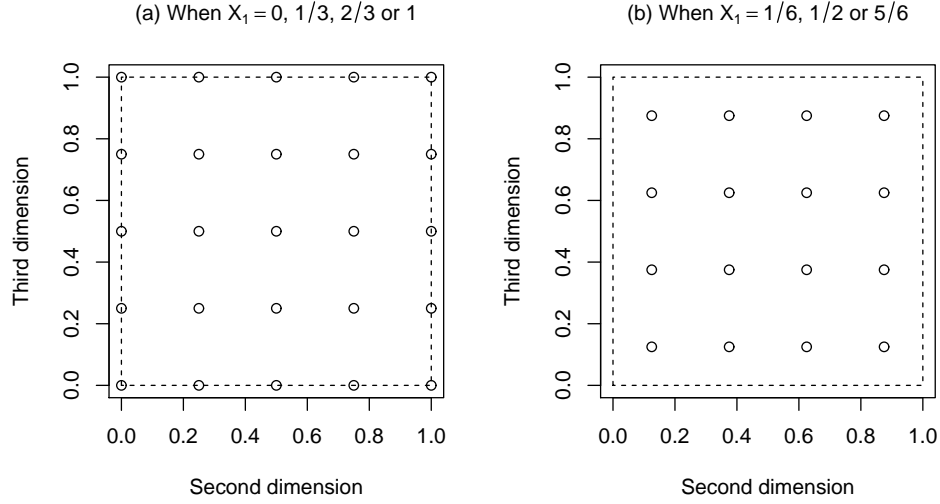 (a) When X₁ = 0, 1/3, 2/3 or 1
Third dimension
1.0
0.8
0.6
0.4
0.2
0.0
0.0 0.2 0.4 0.6 0.8 1.0
Second dimension
(b) When X₁ = 1/6, 1/2 or 5/6
Third dimension
1.0
0.8
0.6
0.4
0.2
0.0
0.0 0.2 0.4 0.6 0.8 1.0
Second dimension